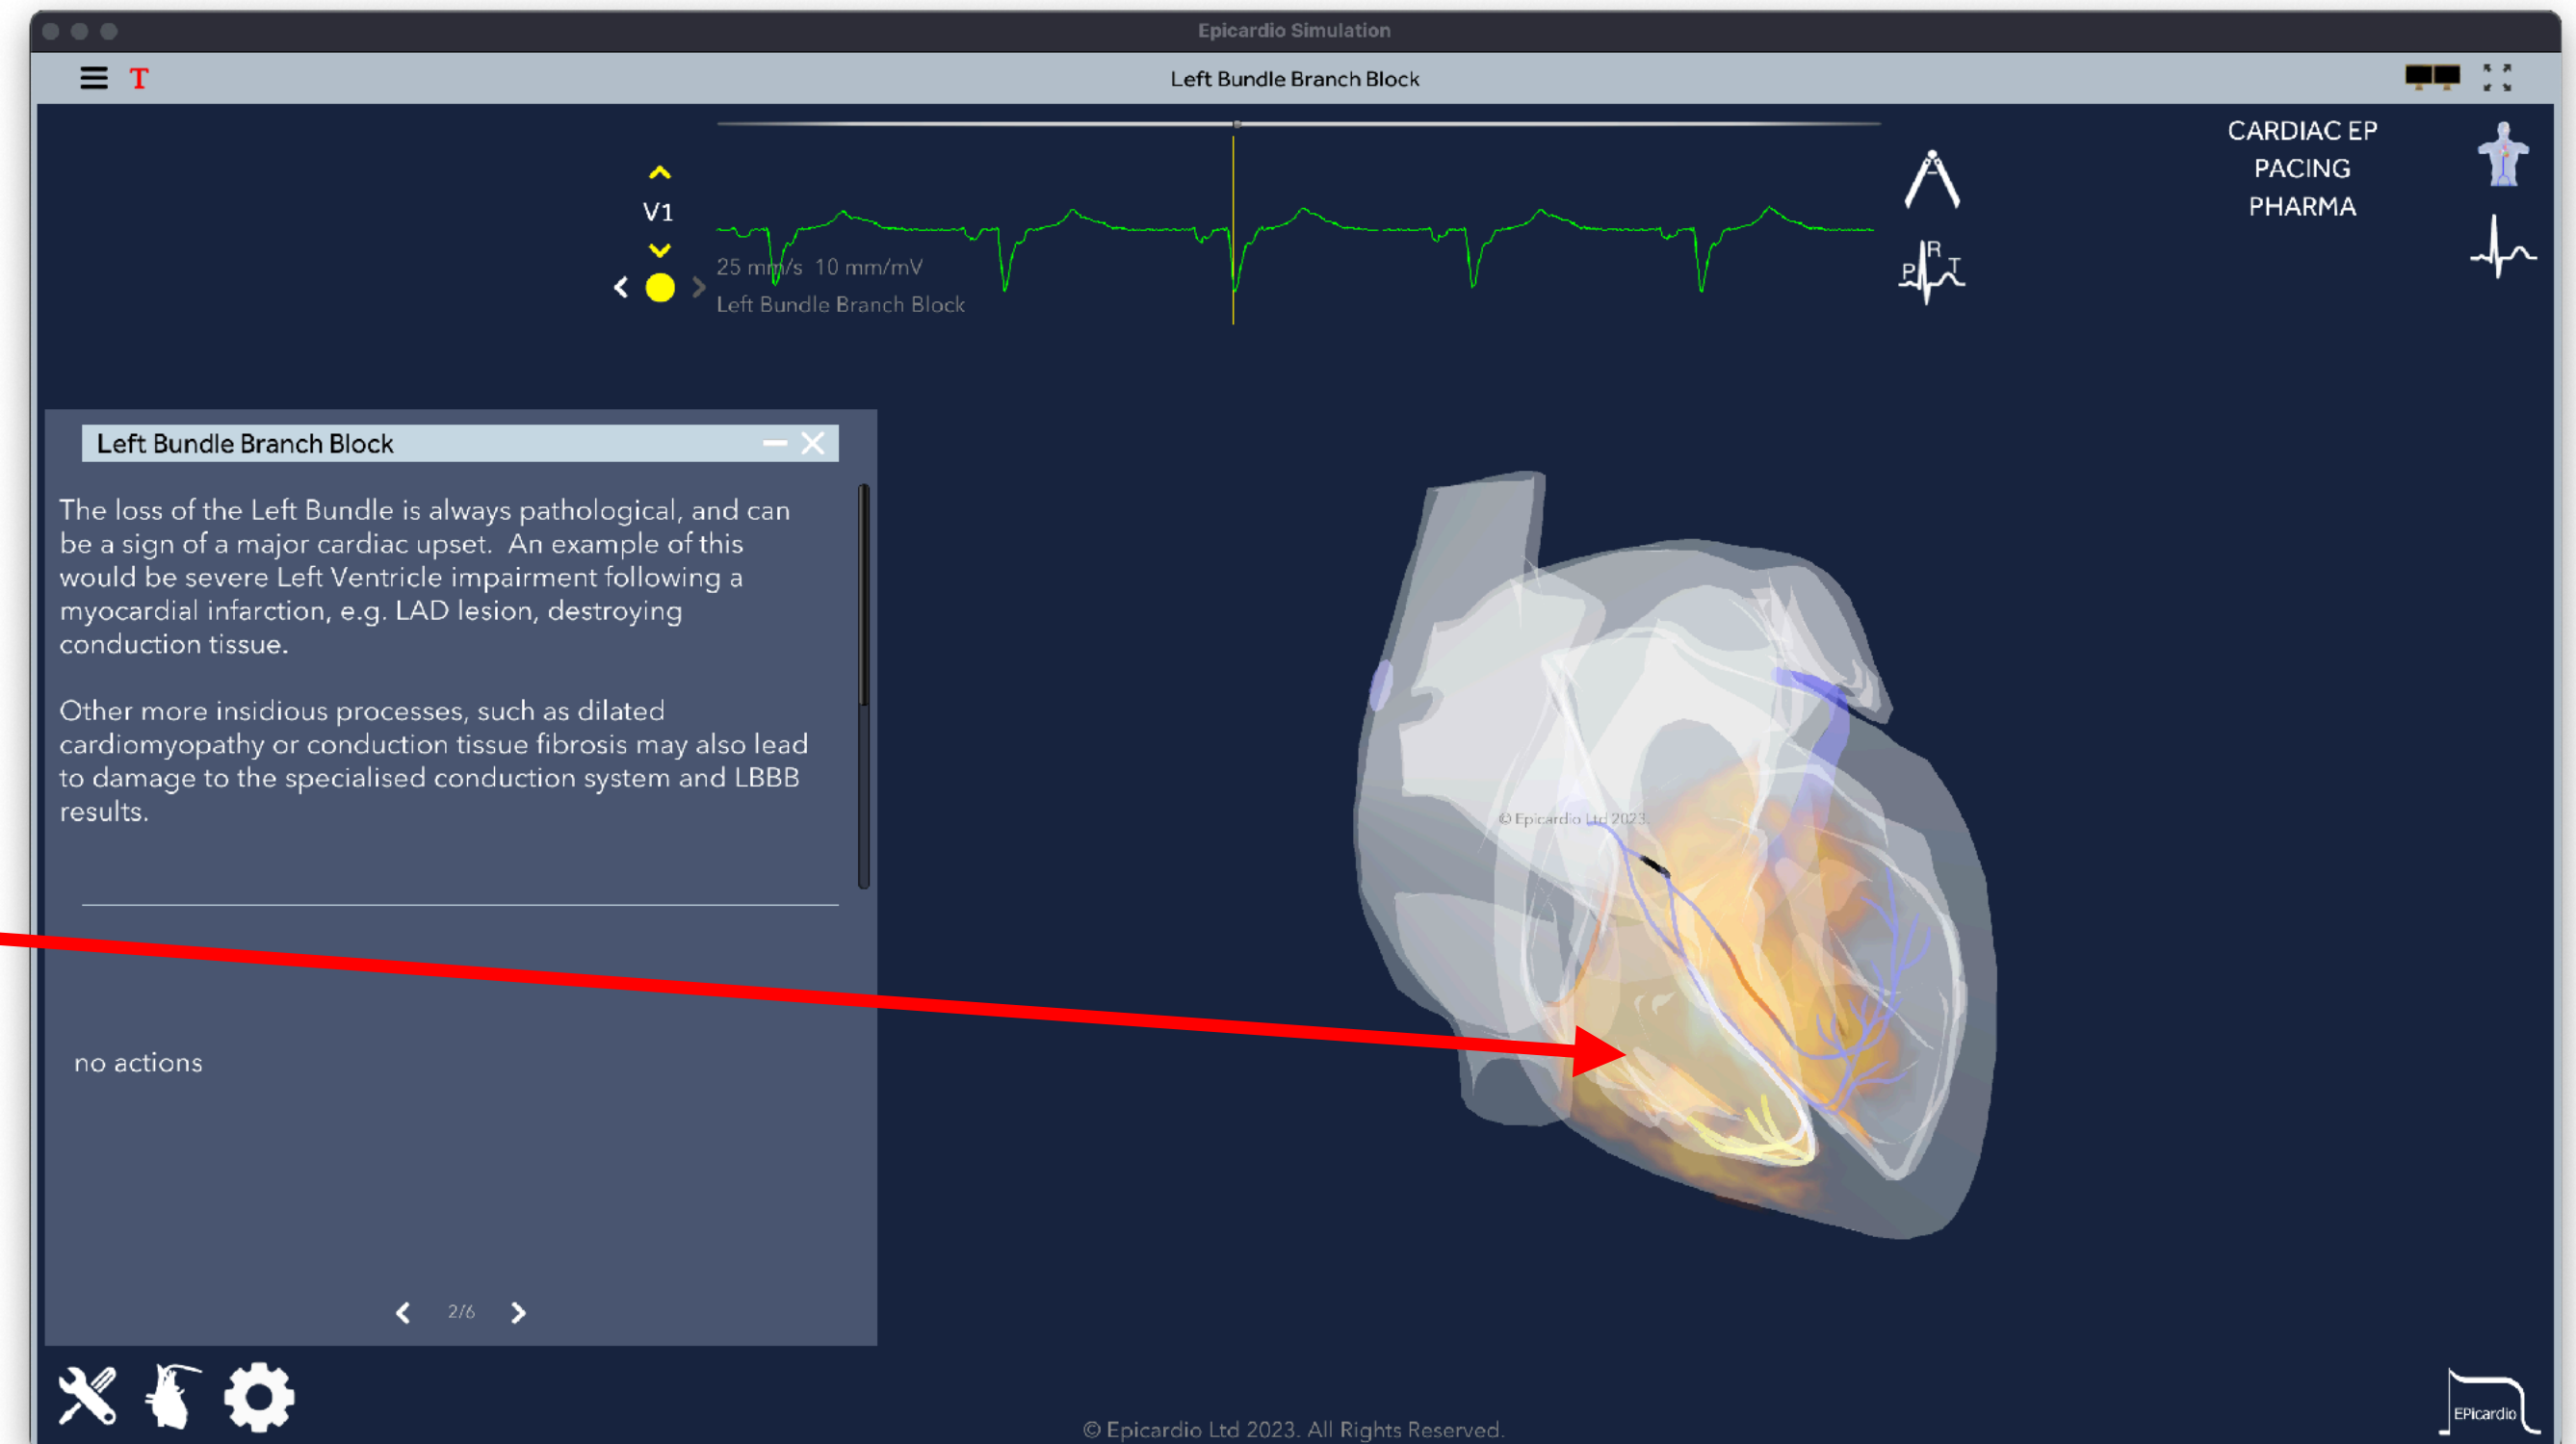 Epicardio Simulation
T
Left Bundle Branch Block
CARDIAC EP
PACING
PHARMA
V1
25 mm/s 10 mm/mV
Left Bundle Branch Block
P R T
Left Bundle Branch Block
The loss of the Left Bundle is always pathological, and can
be a sign of a major cardiac upset. An example of this
would be severe Left Ventricle impairment following a
myocardial infarction, e.g. LAD lesion, destroying
conduction tissue.
Other more insidious processes, such as dilated
cardiomyopathy or conduction tissue fibrosis may also lead
to damage to the specialised conduction system and LBBB
results.
no actions
2/6
© Epicardio Ltd 2023.
© Epicardio Ltd 2023. All Rights Reserved.
EPicardio